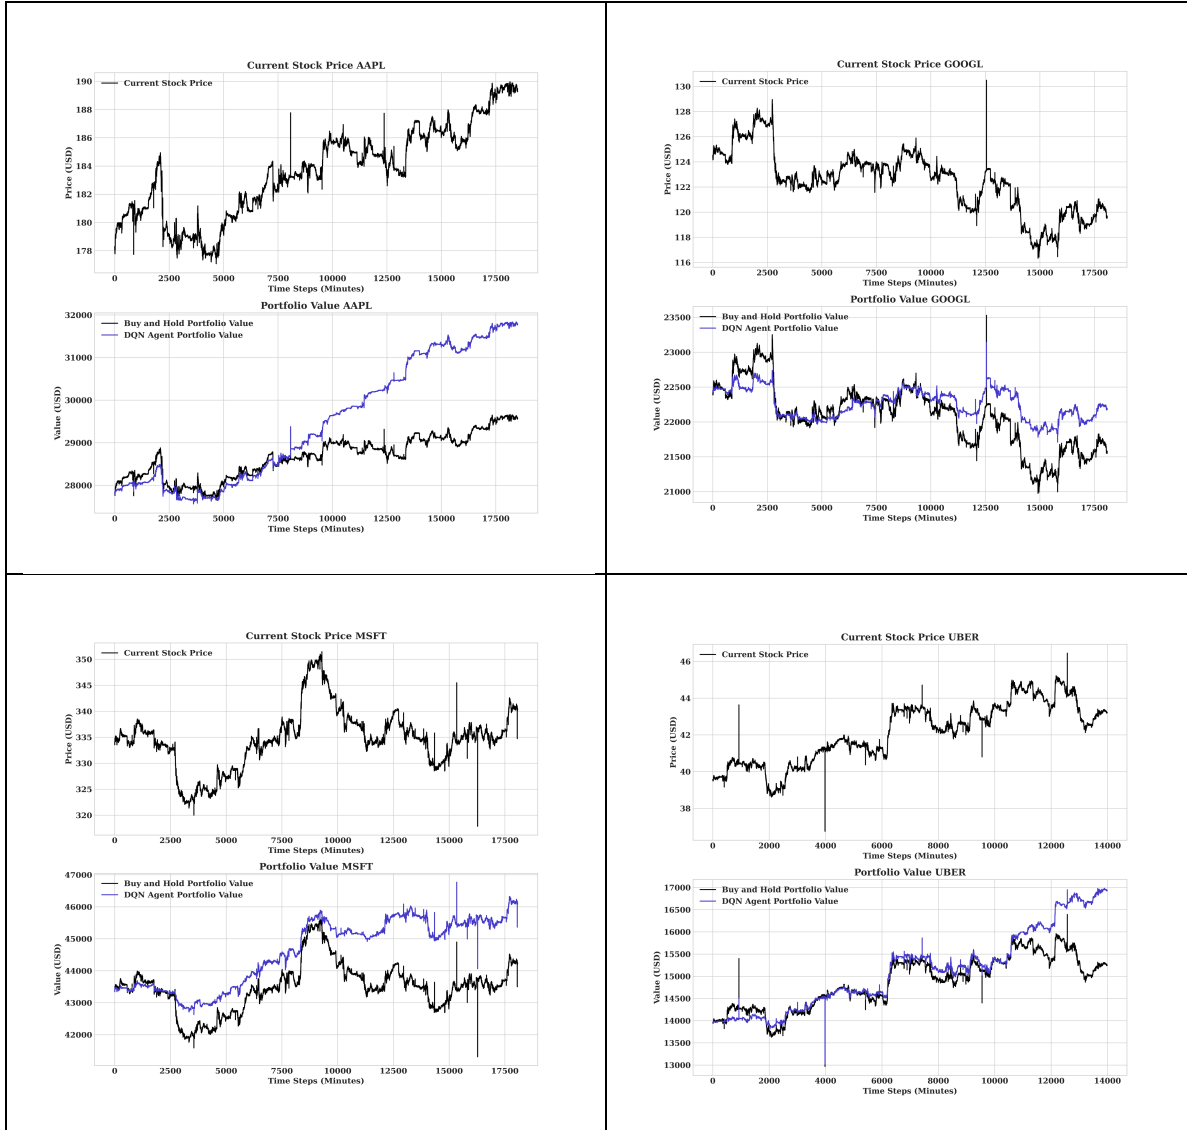 Current Stock Price AAPL
Current Stock Price
190
188
186
184
182
180
178
Price (USD)
0 2500 5000 7500 10000 12500 15000 17500
Time Steps (Minutes)
Portfolio Value AAPL
Buy and Hold Portfolio Value
DQN Agent Portfolio Value
32000
31000
30000
29000
28000
Value (USD)
0 2500 5000 7500 10000 12500 15000 17500
Time Steps (Minutes)
Current Stock Price GOOGL
Current Stock Price
130
128
126
124
122
120
118
116
Price (USD)
0 2500 5000 7500 10000 12500 15000 17500
Time Steps (Minutes)
Portfolio Value GOOGL
Buy and Hold Portfolio Value
DQN Agent Portfolio Value
23500
23000
22500
22000
21500
21000
Value (USD)
0 2500 5000 7500 10000 12500 15000 17500
Time Steps (Minutes)
Current Stock Price MSFT
Current Stock Price
350
345
340
335
330
325
320
Price (USD)
0 2500 5000 7500 10000 12500 15000 17500
Time Steps (Minutes)
Portfolio Value MSFT
Buy and Hold Portfolio Value
DQN Agent Portfolio Value
47000
46000
45000
44000
43000
42000
Value (USD)
0 2500 5000 7500 10000 12500 15000 17500
Time Steps (Minutes)
Current Stock Price UBER
Current Stock Price
46
44
42
40
38
Price (USD)
0 2000 4000 6000 8000 10000 12000 14000
Time Steps (Minutes)
Portfolio Value UBER
Buy and Hold Portfolio Value
DQN Agent Portfolio Value
17000
16500
16000
15500
15000
14500
14000
13500
13000
Value (USD)
0 2000 4000 6000 8000 10000 12000 14000
Time Steps (Minutes)